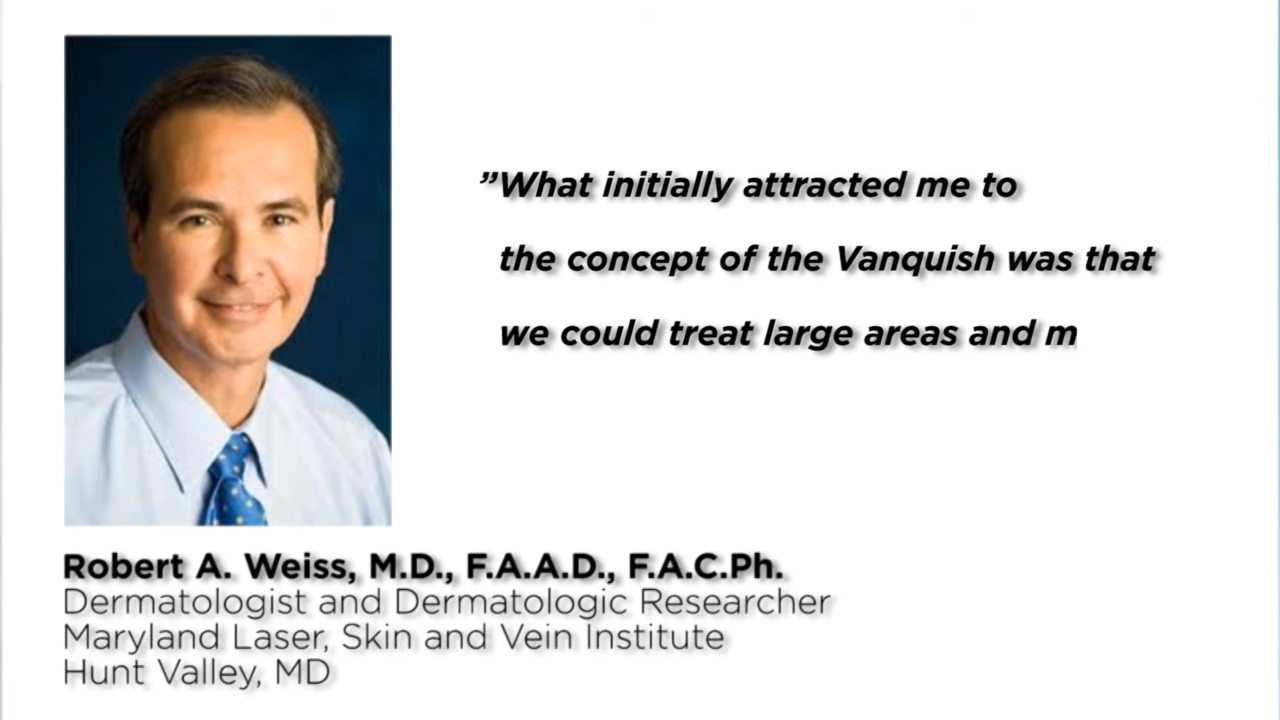 ”What initially attracted me to
the concept of the Vanquish was that
we could treat large areas and m
Robert A. Weiss, M.D., F.A.A.D., F.A.C.Ph.
Dermatologist and Dermatologic Researcher
Maryland Laser, Skin and Vein Institute
Hunt Valley, MD